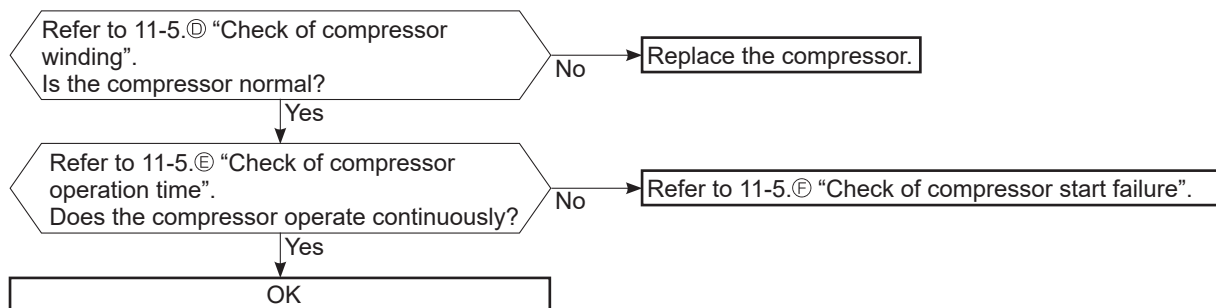 Refer to 11-5.Ⓓ “Check of compressor
winding”.
Is the compressor normal?
No
Replace the compressor.
Yes
Refer to 11-5.Ⓔ “Check of compressor
operation time”.
Does the compressor operate continuously?
No
Refer to 11-5.Ⓕ “Check of compressor start failure”.
Yes
OK